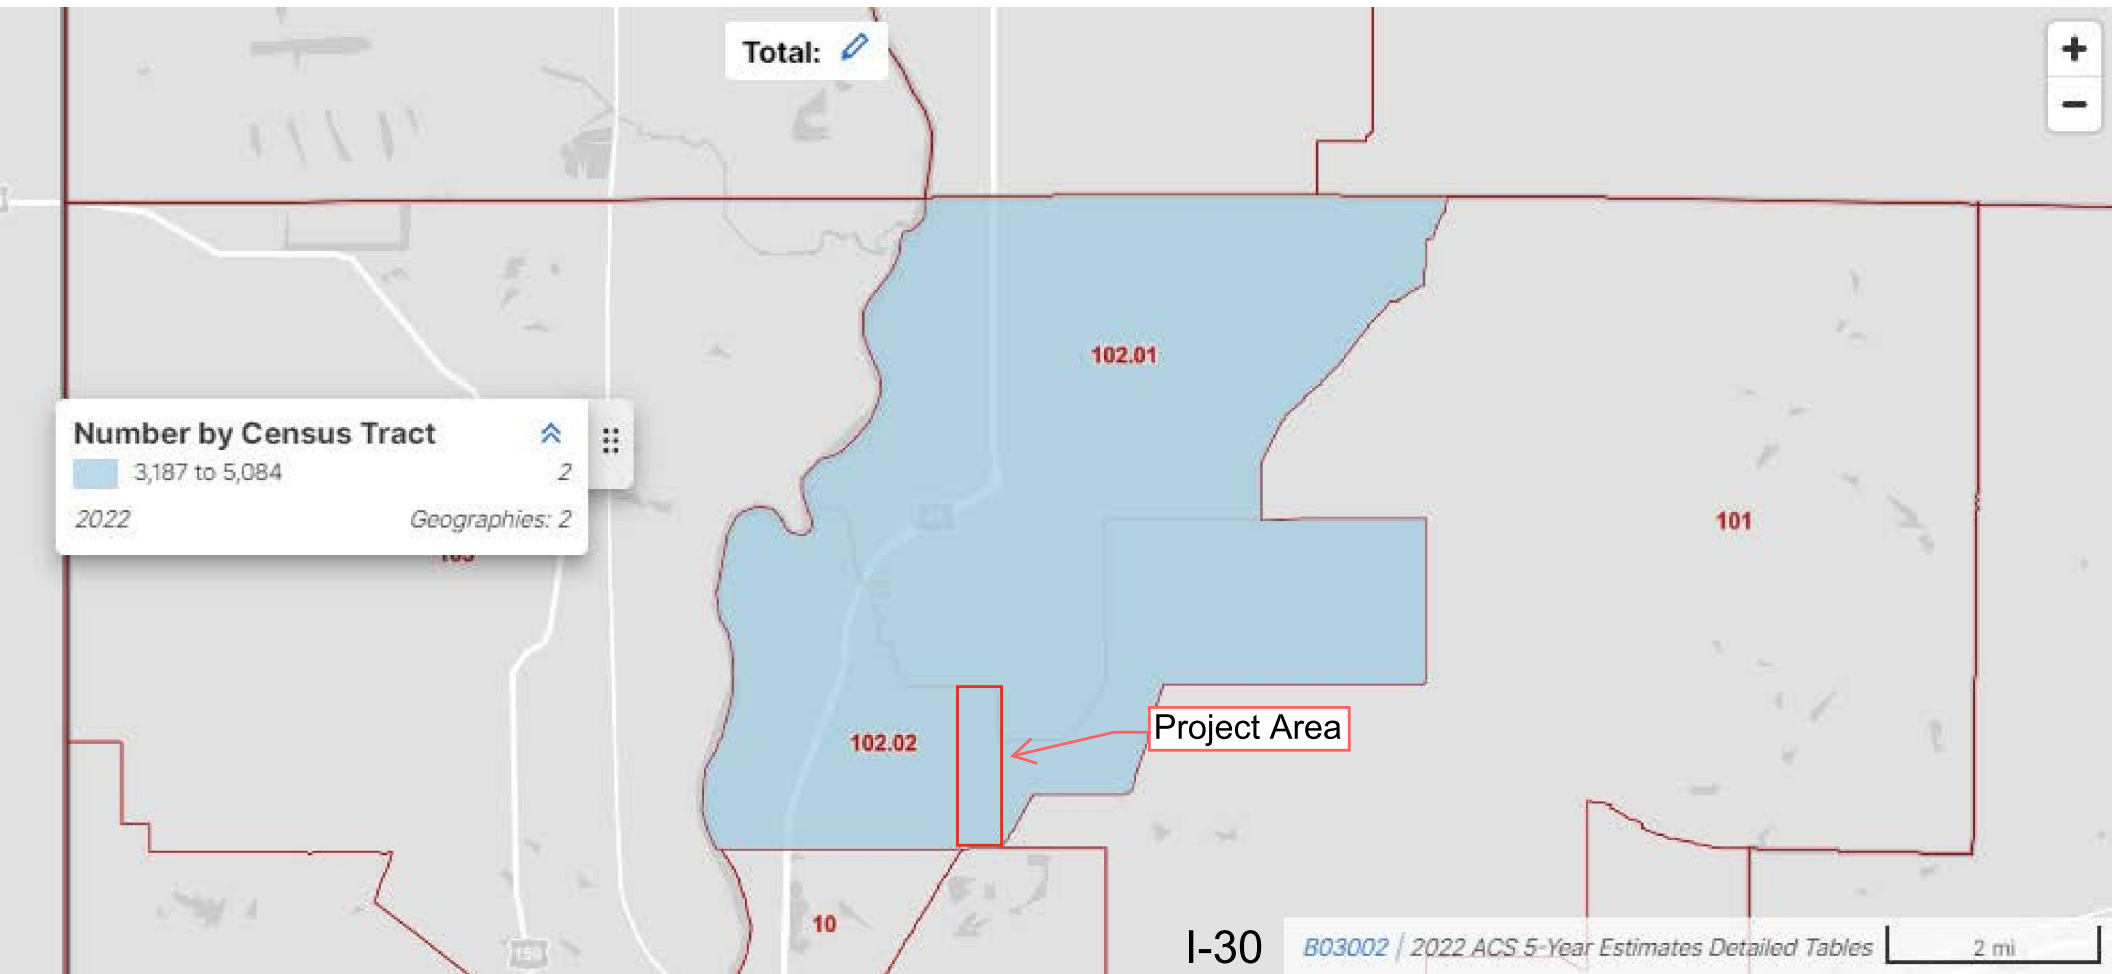 Total:
+
−
102.01
Number by Census Tract
3,187 to 5,084 2
2022 Geographies: 2
101
Project Area
102.02
10
150
I-30
B03002 | 2022 ACS 5-Year Estimates Detailed Tables
2 mi